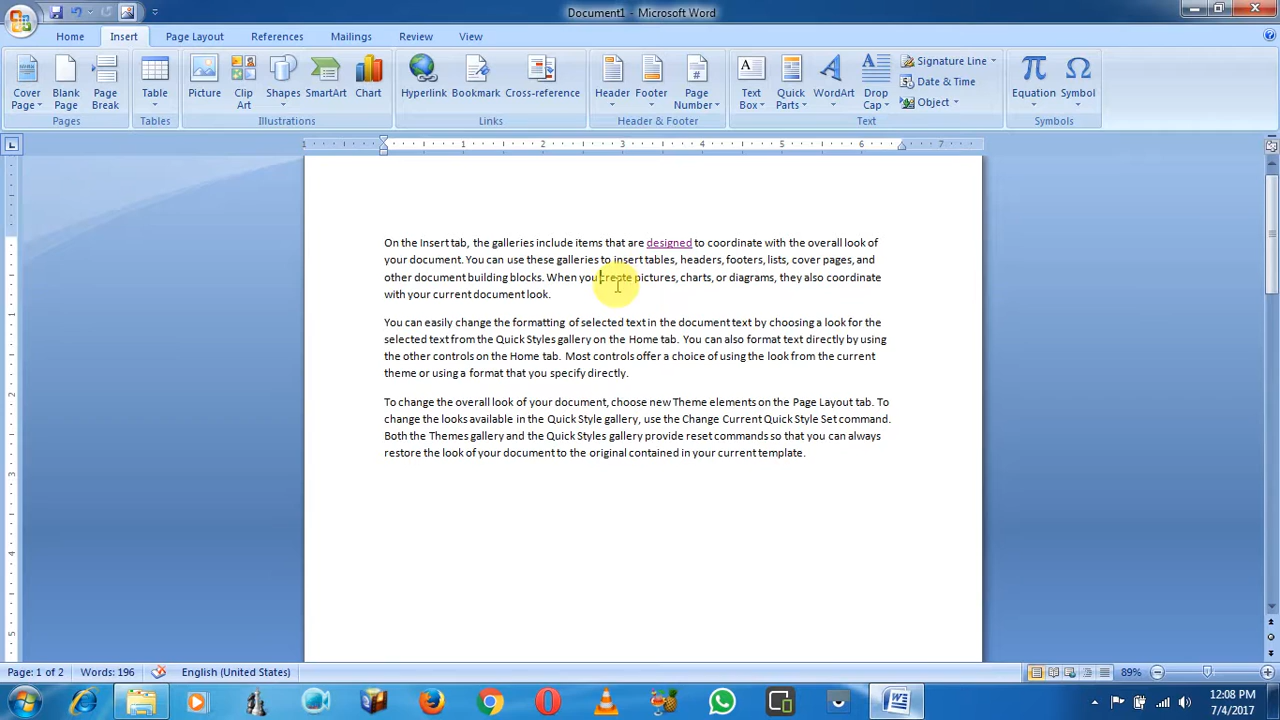 Document1 - Microsoft Word
Home Insert Page Layout References Mailings Review View
Cover Page Blank Page Page Break Table Picture Clip Art Shapes SmartArt Chart Hyperlink Bookmark Cross-reference Header Footer Page Number Text Box Quick Parts WordArt Drop Cap Signature Line Date & Time Object Equation Symbol
Pages Tables Illustrations Links Header & Footer Text Symbols
1 1 2 3 4 5 6 7
On the Insert tab, the galleries include items that are designed to coordinate with the overall look of
your document. You can use these galleries to insert tables, headers, footers, lists, cover pages, and
other document building blocks. When you create pictures, charts, or diagrams, they also coordinate
with your current document look.
You can easily change the formatting of selected text in the document text by choosing a look for the
selected text from the Quick Styles gallery on the Home tab. You can also format text directly by using
the other controls on the Home tab. Most controls offer a choice of using the look from the current
theme or using a format that you specify directly.
To change the overall look of your document, choose new Theme elements on the Page Layout tab. To
change the looks available in the Quick Style gallery, use the Change Current Quick Style Set command.
Both the Themes gallery and the Quick Styles gallery provide reset commands so that you can always
restore the look of your document to the original contained in your current template.
1
2
3
4
5
Page: 1 of 2 Words: 196 English (United States) 89%
12:08 PM
7/4/2017